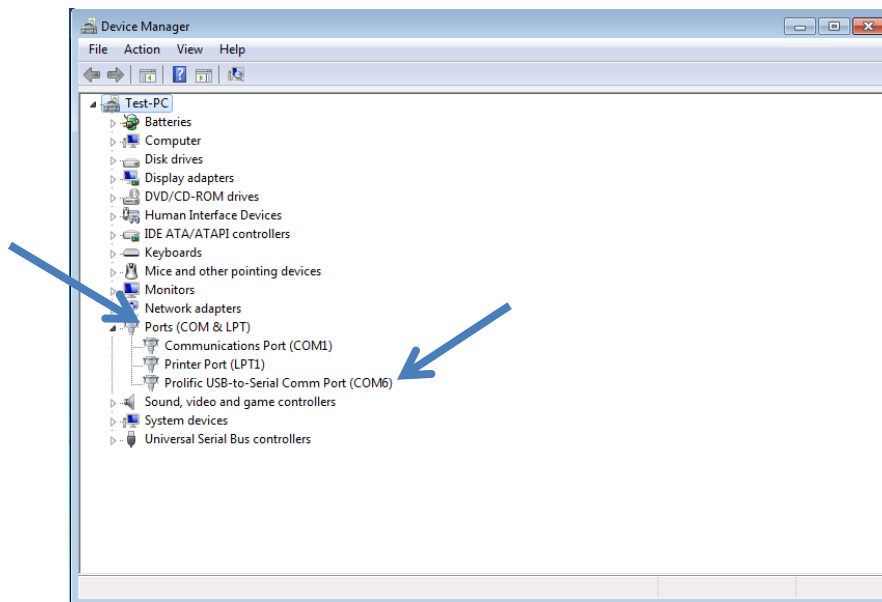 Device Manager
File Action View Help
Test-PC
Batteries
Computer
Disk drives
Display adapters
DVD/CD-ROM drives
Human Interface Devices
IDE ATA/ATAPI controllers
Keyboards
Mice and other pointing devices
Monitors
Network adapters
Ports (COM & LPT)
Communications Port (COM1)
Printer Port (LPT1)
Prolific USB-to-Serial Comm Port (COM6)
Sound, video and game controllers
System devices
Universal Serial Bus controllers